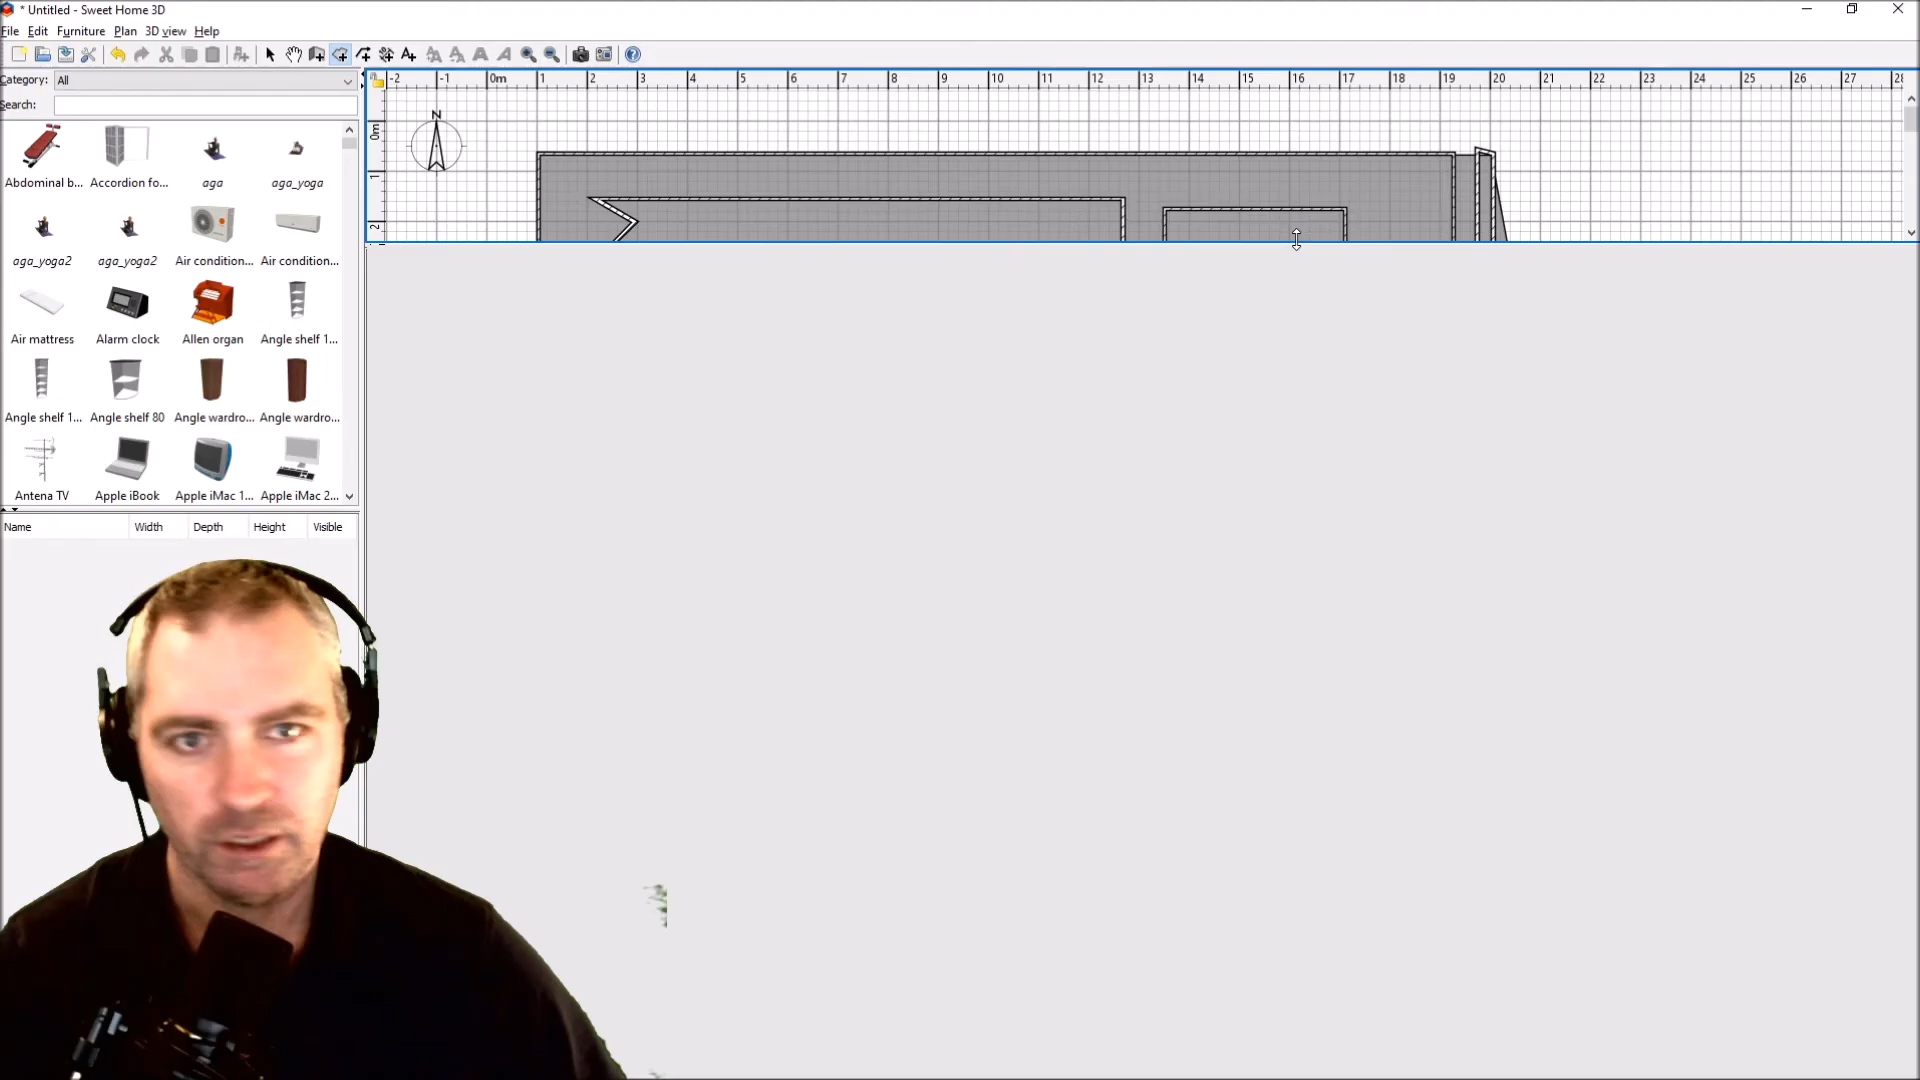 * Untitled - Sweet Home 3D
File Edit Furniture Plan 3D view Help
Category: All
Search:
-2 -1 0m 1 2 3 4 5 6 7 8 9 10 11 12 13 14 15 16 17 18 19 20 21 22 23 24 25 26 27 28
0m
1
2
N
Abdominal b... Accordion fo... aga aga_yoga
aga_yoga2 aga_yoga2 Air condition... Air condition...
Air mattress Alarm clock Allen organ Angle shelf 1...
Angle shelf 1... Angle shelf 80 Angle wardro... Angle wardro...
Antena TV Apple iBook Apple iMac 1... Apple iMac 2...
Name Width Depth Height Visible